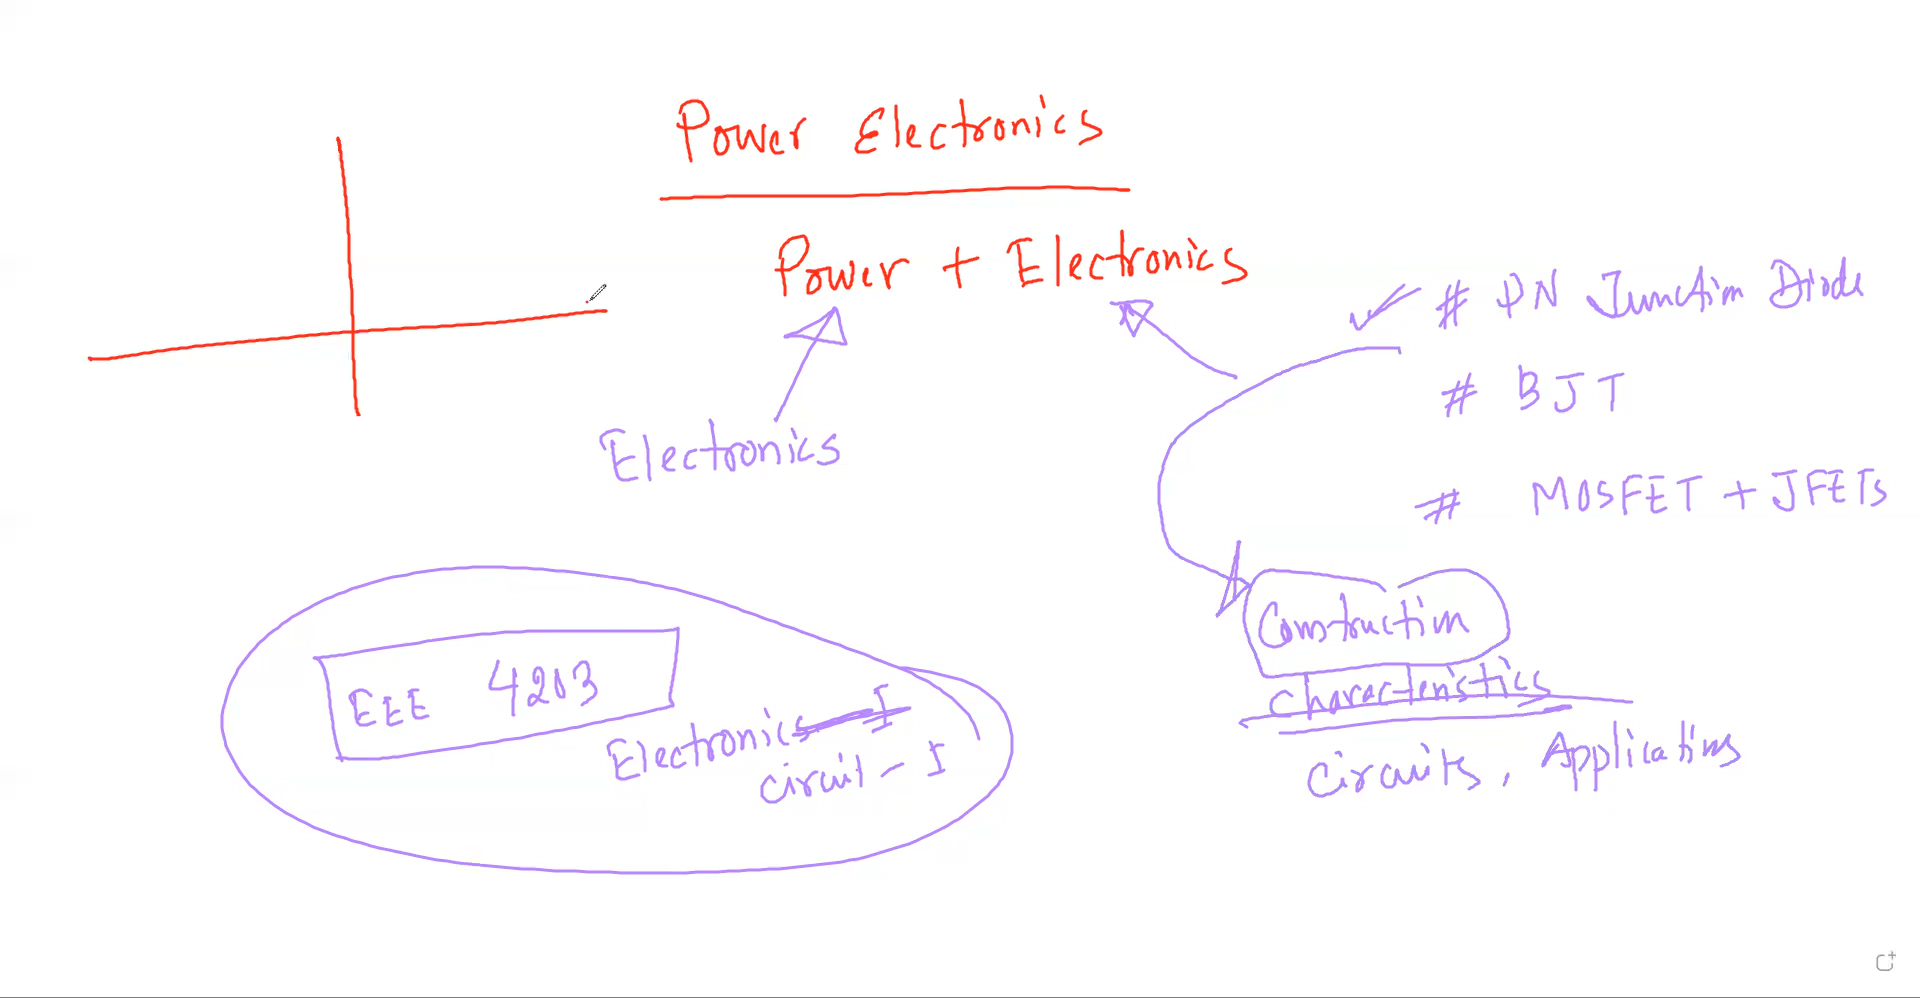 Power Electronics
Power + Electronics
# PN Junction Diode
# BJT
Electronics
# MOSFET + JFETs
Construction
characteristics
Circuits, Applications
EEE 4203
Electronics I
circuit - I